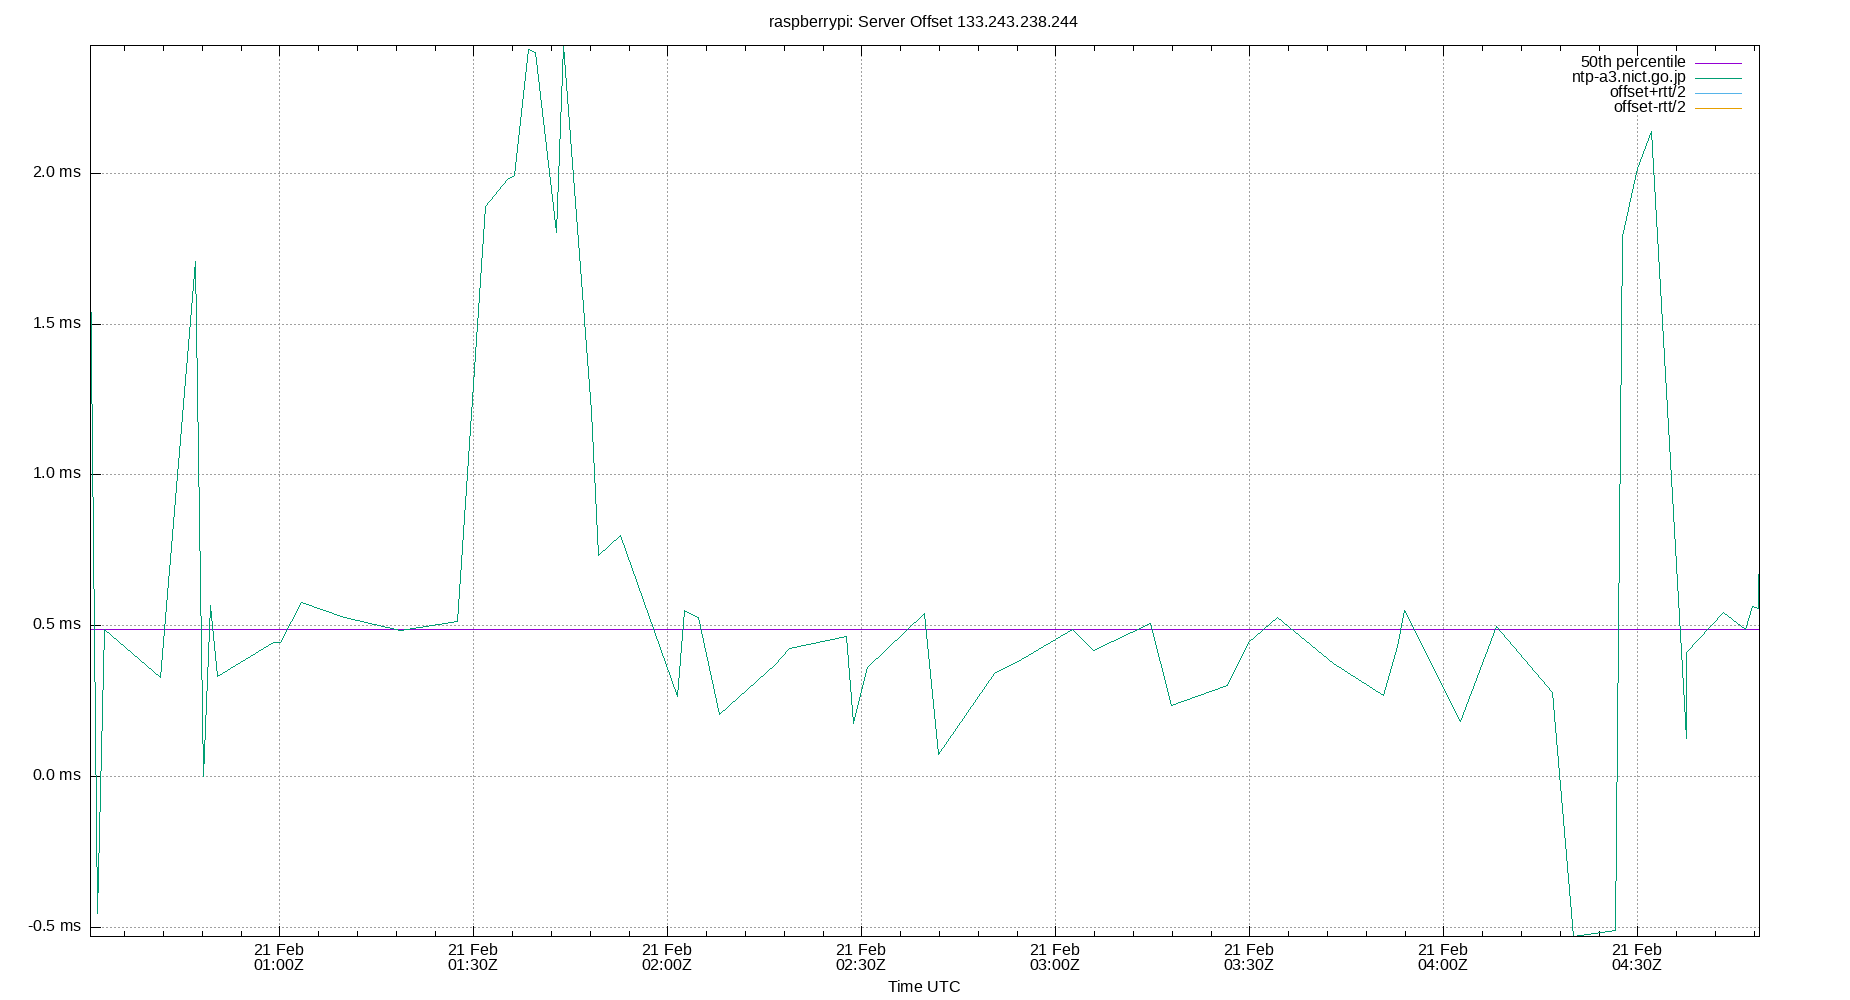 raspberrypi: Server Offset 133.243.238.244
50th percentile
ntp-a3.nict.go.jp
offset+rtt/2
offset-rtt/2
2.0 ms
1.5 ms
1.0 ms
0.5 ms
0.0 ms
-0.5 ms
21 Feb 21 Feb 21 Feb 21 Feb 21 Feb 21 Feb 21 Feb 21 Feb
01:00Z 01:30Z 02:00Z 02:30Z 03:00Z 03:30Z 04:00Z 04:30Z
Time UTC